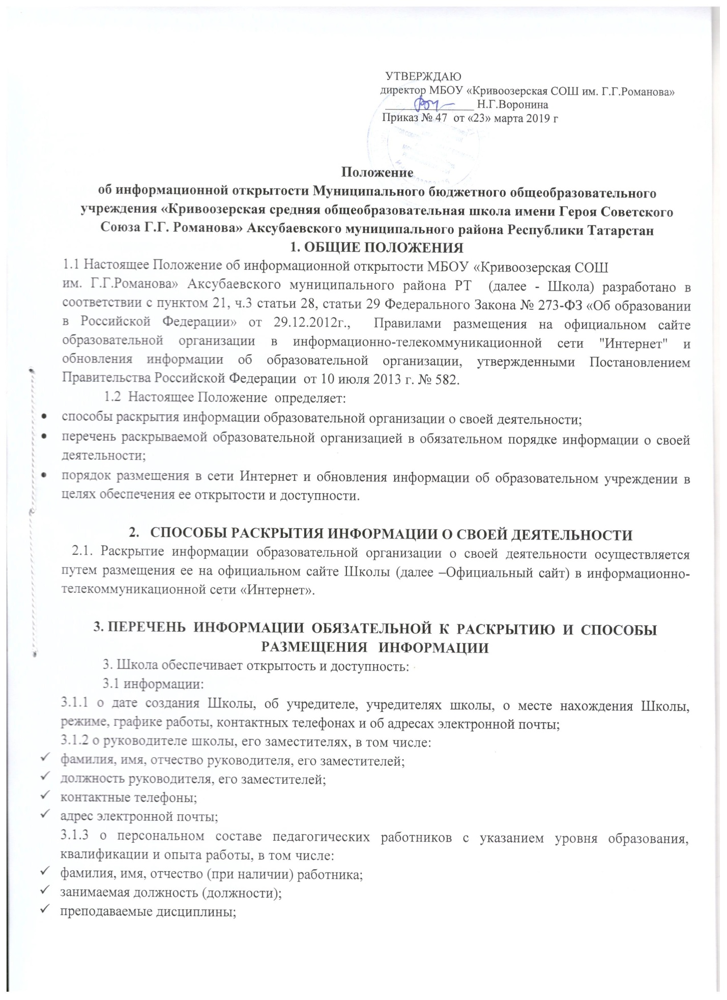 УТВЕРЖДАЮ
директор МБОУ «Кривоозерская СОШ им. Г.Г.Романова»
_______________ Н.Г.Воронина
Приказ № 47 от «23» марта 2019 г
Положение
об информационной открытости Муниципального бюджетного общеобразовательного
учреждения «Кривоозерская средняя общеобразовательная школа имени Героя Советского
Союза Г.Г. Романова» Аксубаевского муниципального района Республики Татарстан
1. ОБЩИЕ ПОЛОЖЕНИЯ
1.1 Настоящее Положение об информационной открытости МБОУ «Кривоозерская СОШ
им. Г.Г.Романова» Аксубаевского муниципального района РТ (далее - Школа) разработано в
соответствии с пунктом 21, ч.3 статьи 28, статьи 29 Федерального Закона № 273-ФЗ «Об образовании
в Российской Федерации» от 29.12.2012г., Правилами размещения на официальном сайте
образовательной организации в информационно-телекоммуникационной сети "Интернет" и
обновления информации об образовательной организации, утвержденными Постановлением
Правительства Российской Федерации от 10 июля 2013 г. № 582.
1.2 Настоящее Положение определяет:
• способы раскрытия информации образовательной организации о своей деятельности;
• перечень раскрываемой образовательной организацией в обязательном порядке информации о своей
деятельности;
• порядок размещения в сети Интернет и обновления информации об образовательном учреждении в
целях обеспечения ее открытости и доступности.
2. СПОСОБЫ РАСКРЫТИЯ ИНФОРМАЦИИ О СВОЕЙ ДЕЯТЕЛЬНОСТИ
2.1. Раскрытие информации образовательной организации о своей деятельности осуществляется
путем размещения ее на официальном сайте Школы (далее –Официальный сайт) в информационно-
телекоммуникационной сети «Интернет».
3. ПЕРЕЧЕНЬ ИНФОРМАЦИИ ОБЯЗАТЕЛЬНОЙ К РАСКРЫТИЮ И СПОСОБЫ
РАЗМЕЩЕНИЯ ИНФОРМАЦИИ
3. Школа обеспечивает открытость и доступность:
3.1 информации:
3.1.1 о дате создания Школы, об учредителе, учредителях школы, о месте нахождения Школы,
режиме, графике работы, контактных телефонах и об адресах электронной почты;
3.1.2 о руководителе школы, его заместителях, в том числе:
✓ фамилия, имя, отчество руководителя, его заместителей;
✓ должность руководителя, его заместителей;
✓ контактные телефоны;
✓ адрес электронной почты;
3.1.3 о персональном составе педагогических работников с указанием уровня образования,
квалификации и опыта работы, в том числе:
✓ фамилия, имя, отчество (при наличии) работника;
✓ занимаемая должность (должности);
✓ преподаваемые дисциплины;